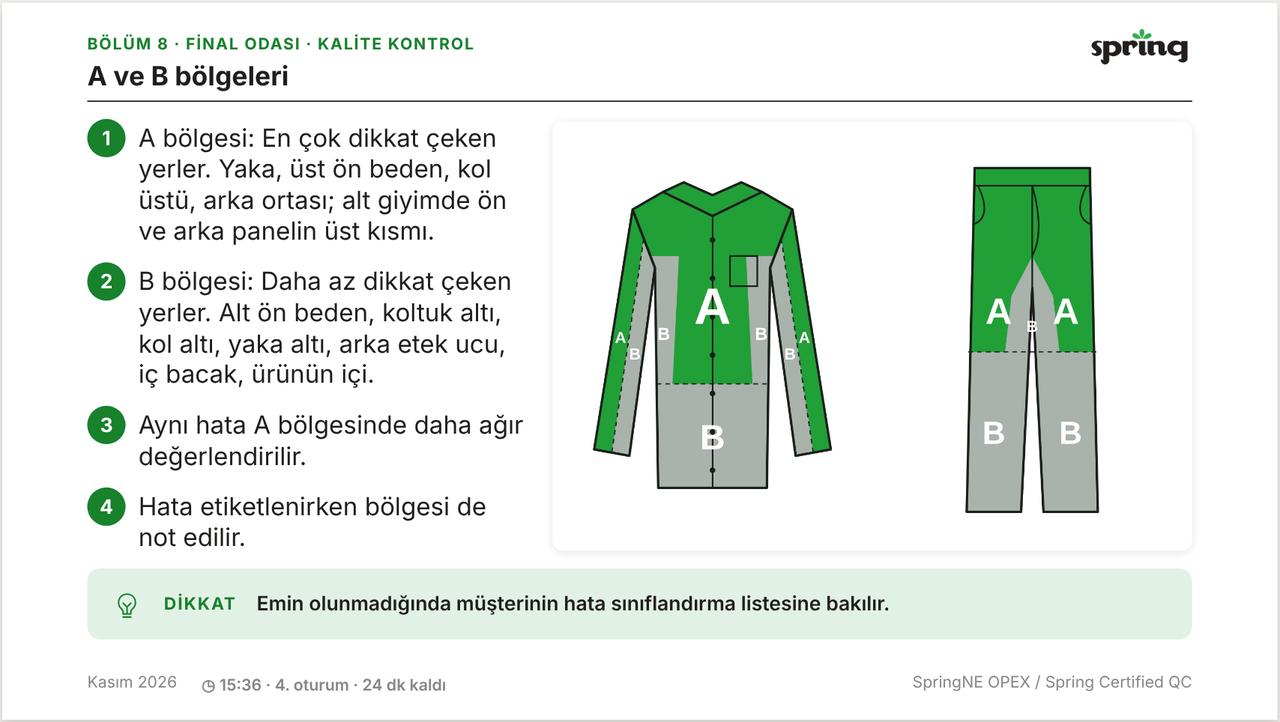 BÖLÜM 8 · FİNAL ODASI · KALİTE KONTROL
A ve B bölgeleri
spring
1 A bölgesi: En çok dikkat çeken
yerler. Yaka, üst ön beden, kol
üstü, arka ortası; alt giyimde ön
ve arka panelin üst kısmı.
2 B bölgesi: Daha az dikkat çeken
yerler. Alt ön beden, koltuk altı,
kol altı, yaka altı, arka etek ucu,
iç bacak, ürünün içi.
3 Aynı hata A bölgesinde daha ağır
değerlendirilir.
4 Hata etiketlenirken bölgesi de
not edilir.
A
B
B
A
B
B
A
B
A
B
A
B
B
DİKKAT Emin olunmadığında müşterinin hata sınıflandırma listesine bakılır.
Kasım 2026
15:36 · 4. oturum · 24 dk kaldı
SpringNE OPEX / Spring Certified QC